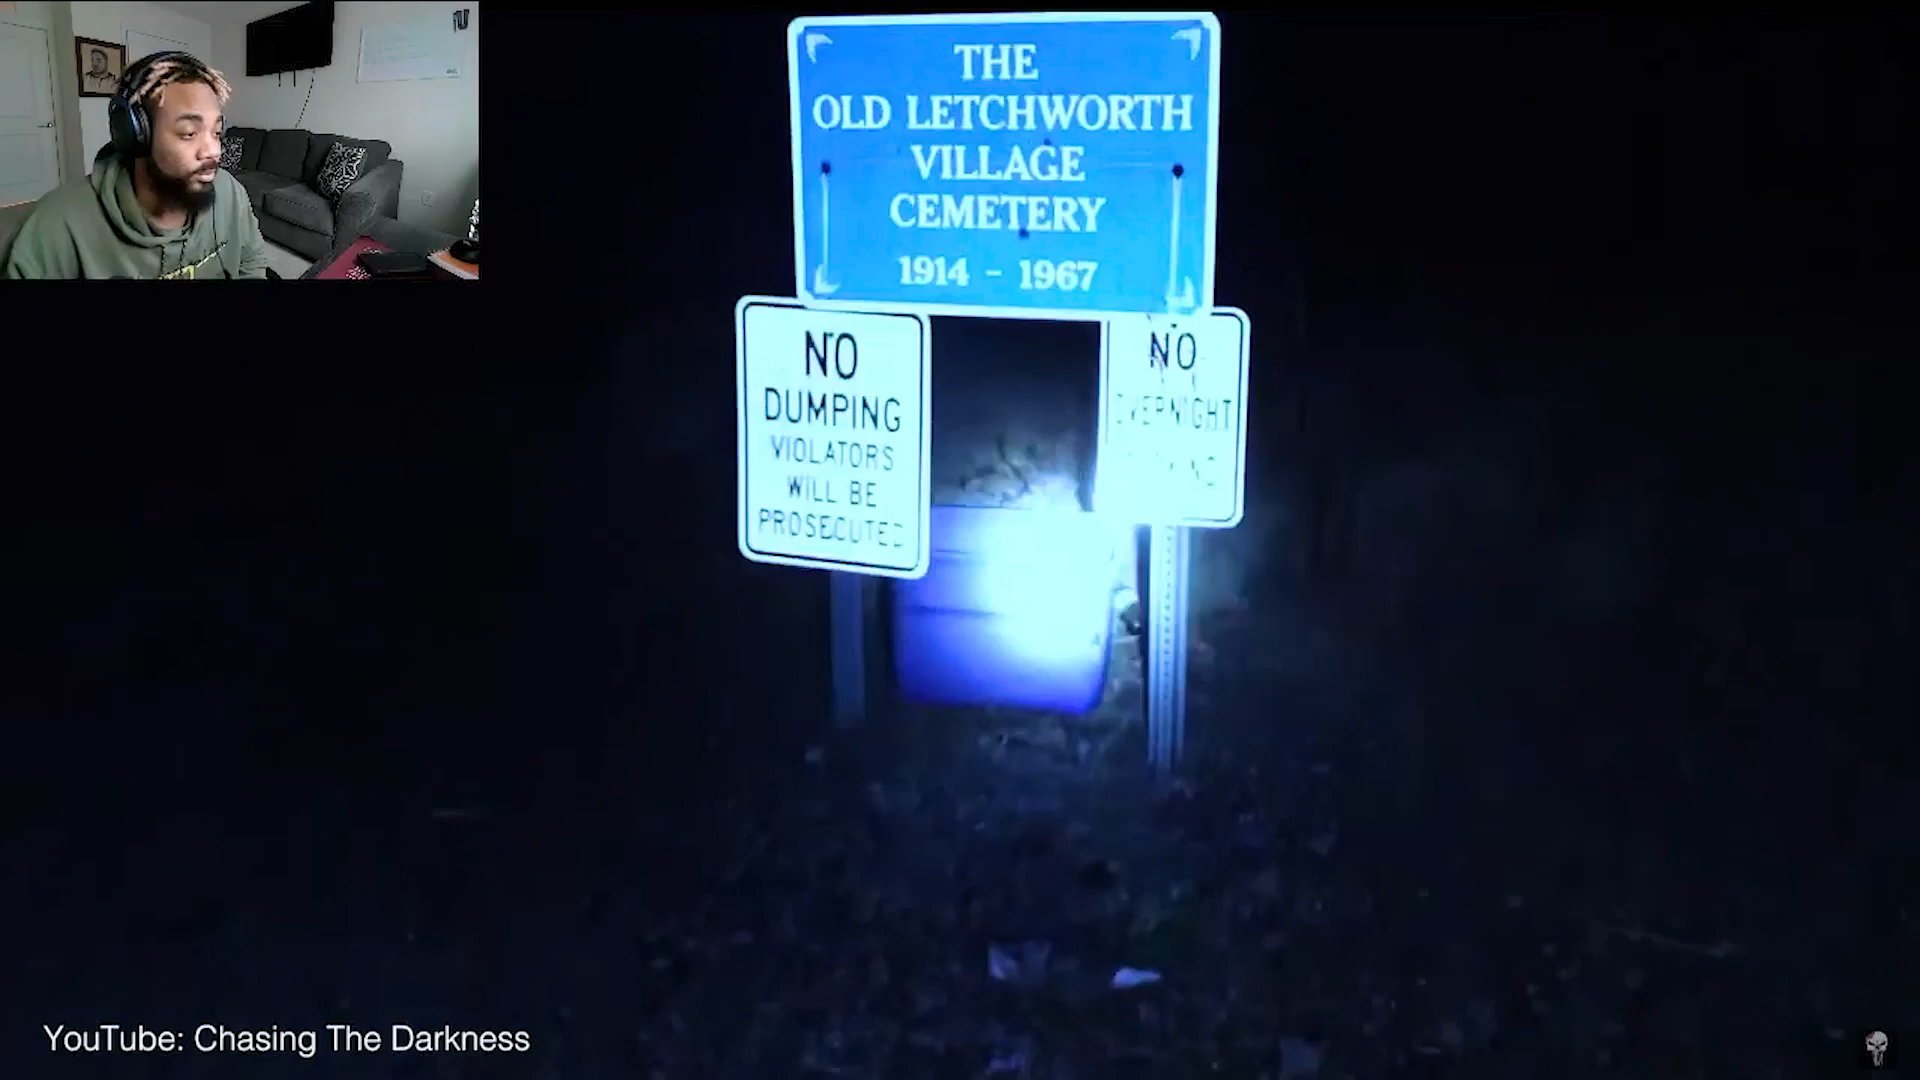 THE
OLD LETCHWORTH
VILLAGE
CEMETERY
1914 - 1967
NO
DUMPING
VIOLATORS
WILL BE
PROSECUTED
NO
OVERNIGHT
YouTube: Chasing The Darkness